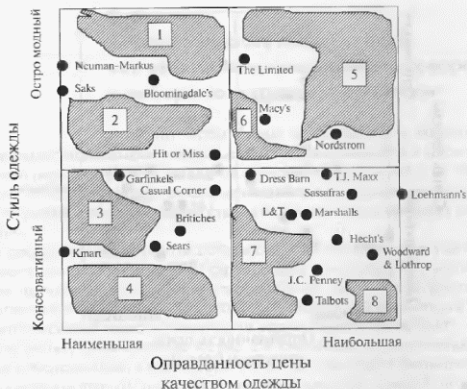 Стиль одежды
Остро модный
Консервативный
1
5
Neuman-Markus
The Limited
Saks
Bloomingdale's
2
6
Macy's
Nordstrom
Hit or Miss
Garfinkels
Dress Barn
T.J. Maxx
Casual Corner
Sassafras
Loehmann's
3
L&T
Marshalls
Britiches
Kmart
Sears
7
Hecht's
Woodward
& Lothrop
4
J.C. Penney
Talbots
8
Наименьшая
Наибольшая
Оправданность цены
качеством одежды